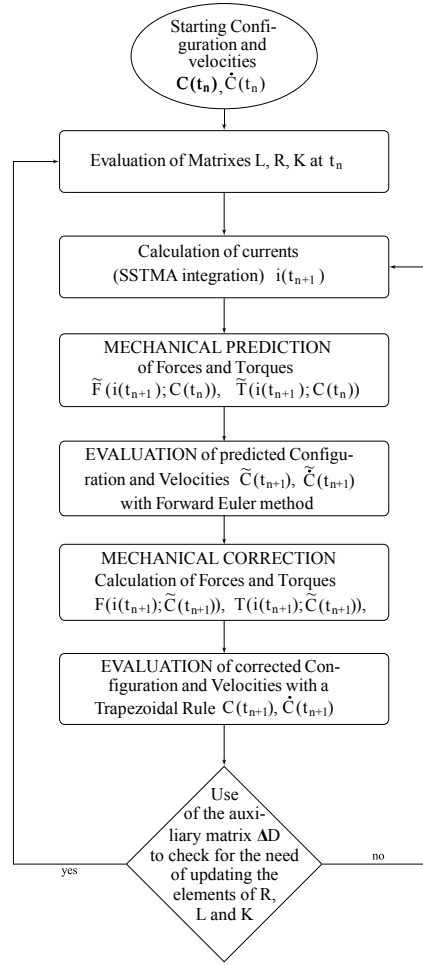 Starting Confi-
guration and
velocities
C(tₙ), Ċ(tₙ)
Evaluation of Matrixes L, R, K at tₙ
Calculation of currents
(SSTMA integration) i(tₙ₊₁)
MECHANICAL PREDICTION
of Forces and Torques
F̃(i(tₙ₊₁); C(tₙ)), T̃(i(tₙ₊₁); C(tₙ))
EVALUATION of predicted Configu-
ration and Velocities C̃(tₙ₊₁), C̃̇(tₙ₊₁)
with Forward Euler method
MECHANICAL CORRECTION
Calculation of Forces and Torques
F(i(tₙ₊₁);C̃(tₙ₊₁)), T(i(tₙ₊₁);C̃(tₙ₊₁)),
EVALUATION of corrected Con-
figuration and Velocities with a
Trapezoidal Rule C(tₙ₊₁), Ċ(tₙ₊₁)
Use
of the aux-
iliary matrix ΔD
to check for the need
of updating the
elements of R,
L and K
yes
no